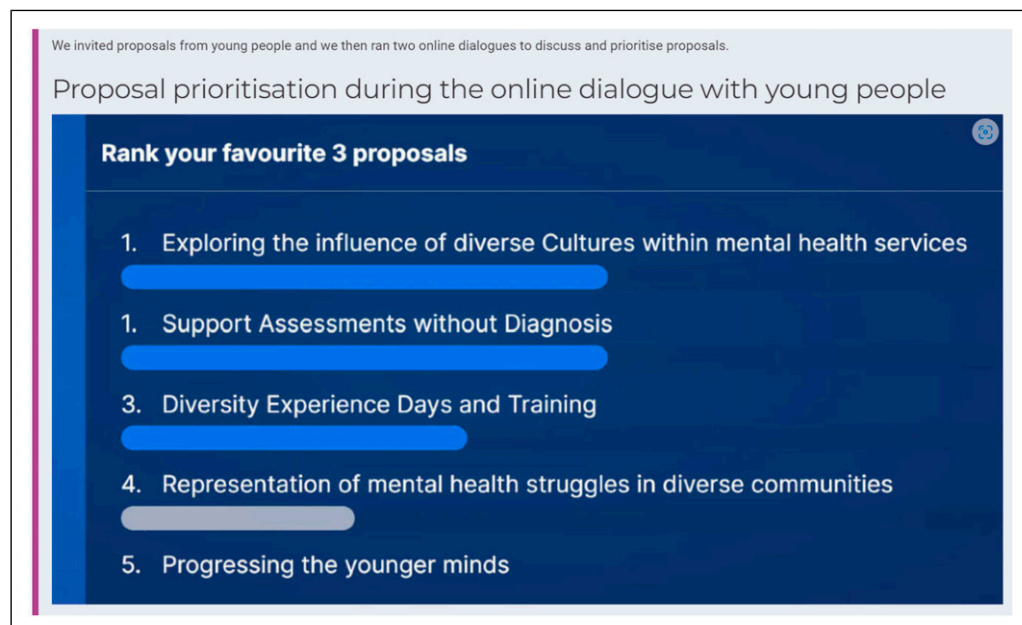 We invited proposals from young people and we then ran two online dialogues to discuss and prioritise proposals.
Proposal prioritisation during the online dialogue with young people
Rank your favourite 3 proposals
1. Exploring the influence of diverse Cultures within mental health services
1. Support Assessments without Diagnosis
3. Diversity Experience Days and Training
4. Representation of mental health struggles in diverse communities
5. Progressing the younger minds